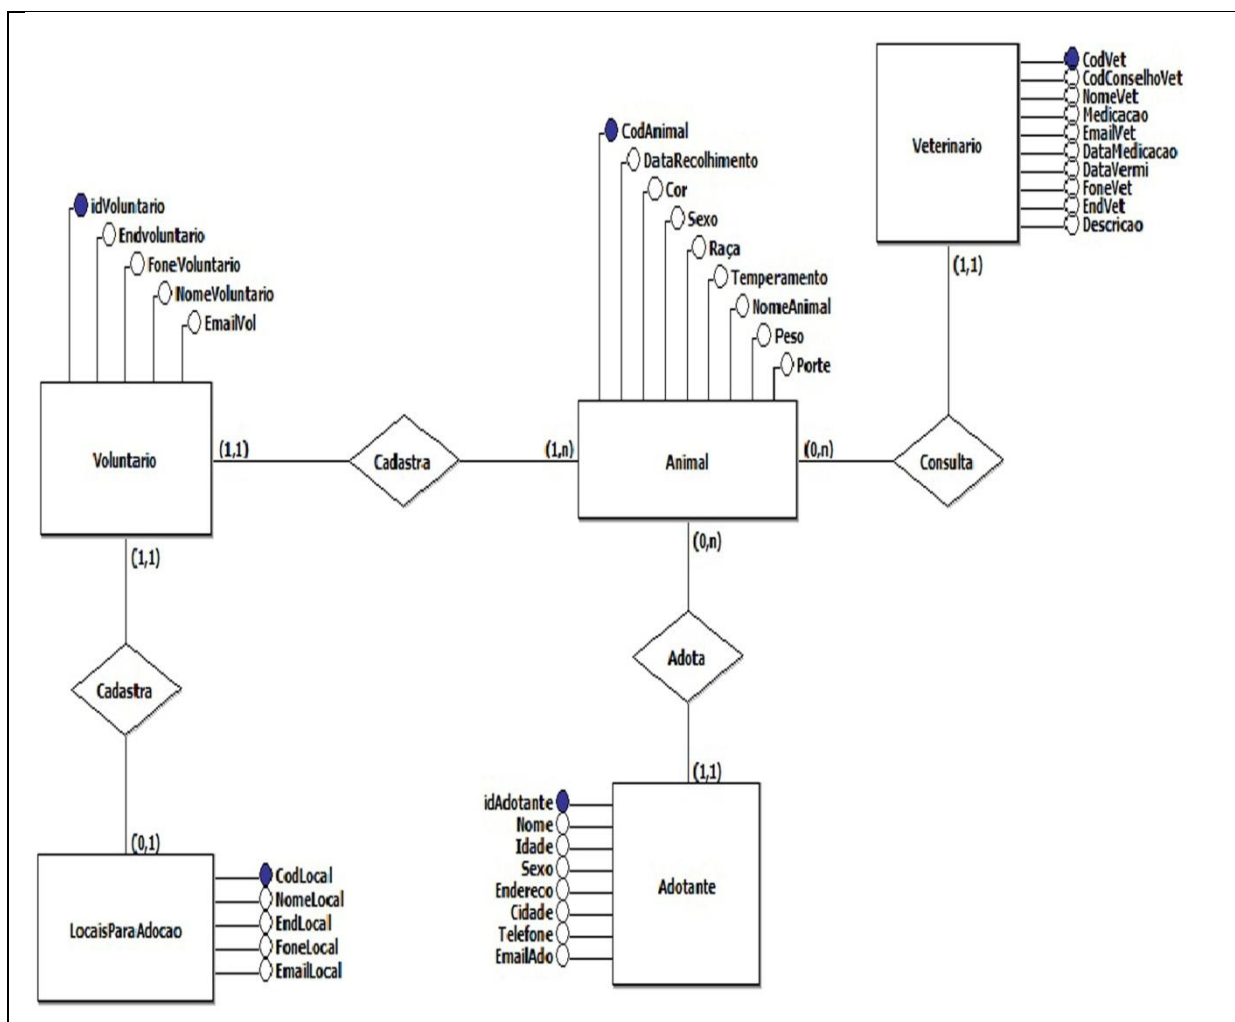 CodVet
CodConselhoVet
NomeVet
Medicacao
EmailVet
DataMedicacao
DataVermi
FoneVet
EndVet
Descricao
Veterinario
(1,1)
CodAnimal
DataRecolhimento
Cor
Sexo
Raça
Temperamento
NomeAnimal
Peso
Porte
idVoluntario
Endvoluntario
FoneVoluntario
NomeVoluntario
EmailVol
Voluntario
(1,1)
Cadastra
(1,n)
Animal
(0,n)
Consulta
(1,1)
(0,n)
Cadastra
Adota
(0,1)
(1,1)
LocaisParaAdocao
CodLocal
NomeLocal
EndLocal
FoneLocal
EmailLocal
idAdotante
Nome
Idade
Sexo
Endereco
Cidade
Telefone
EmailAdo
Adotante